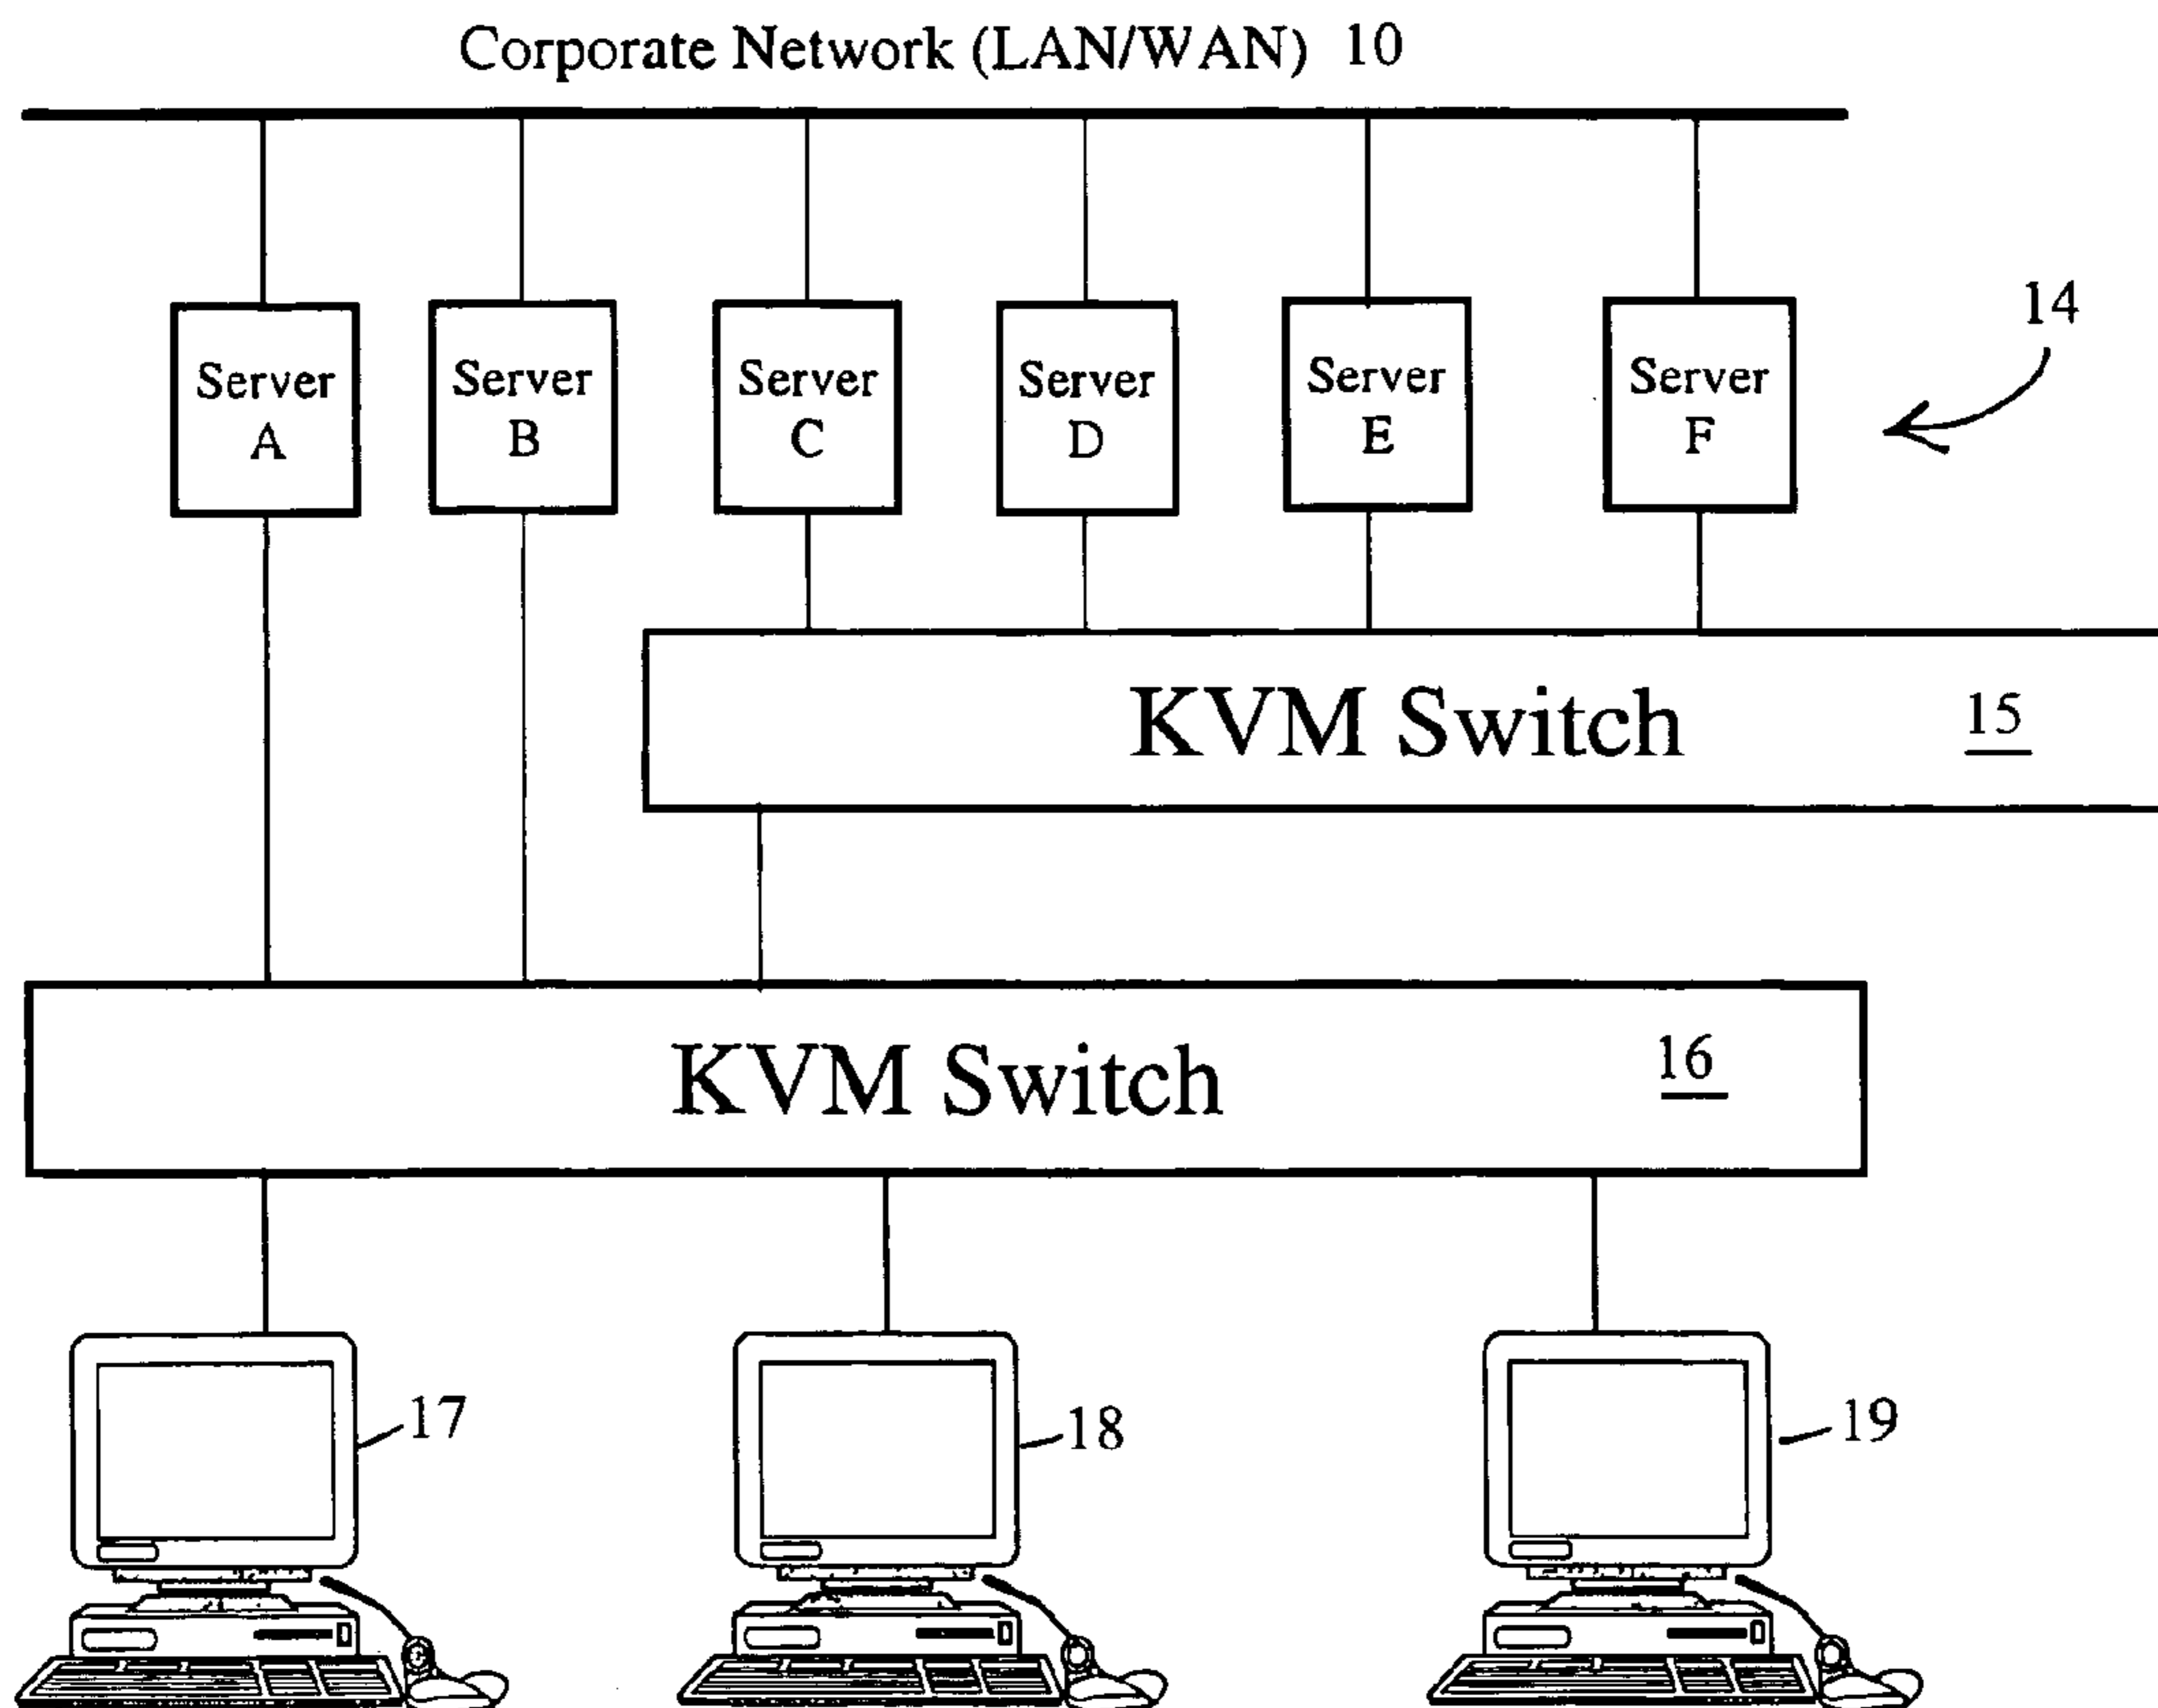 Corporate Network (LAN/WAN) 10
14
Server
A
Server
B
Server
C
Server
D
Server
E
Server
F
KVM Switch 15
KVM Switch 16
17
18
19